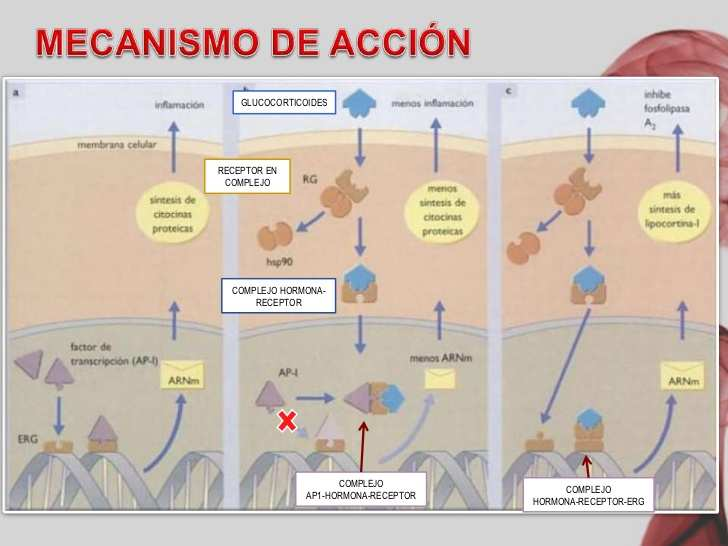 MECANISMO DE ACCIÓN
a
inflamación
membrana celular
síntesis de
citocinas
proteicas
factor de
transcripción (AP-I)
ARNm
ERG
b
GLUCOCORTICOIDES
menos inflamación
RECEPTOR EN
COMPLEJO
RG
menos
síntesis de
citocinas
proteicas
hsp90
COMPLEJO HORMONA-
RECEPTOR
menos ARNm
AP-I
COMPLEJO
AP1-HORMONA-RECEPTOR
c
inhibe
fosfolipasa
A2
más
síntesis de
lipocortina-I
ARNm
COMPLEJO
HORMONA-RECEPTOR-ERG